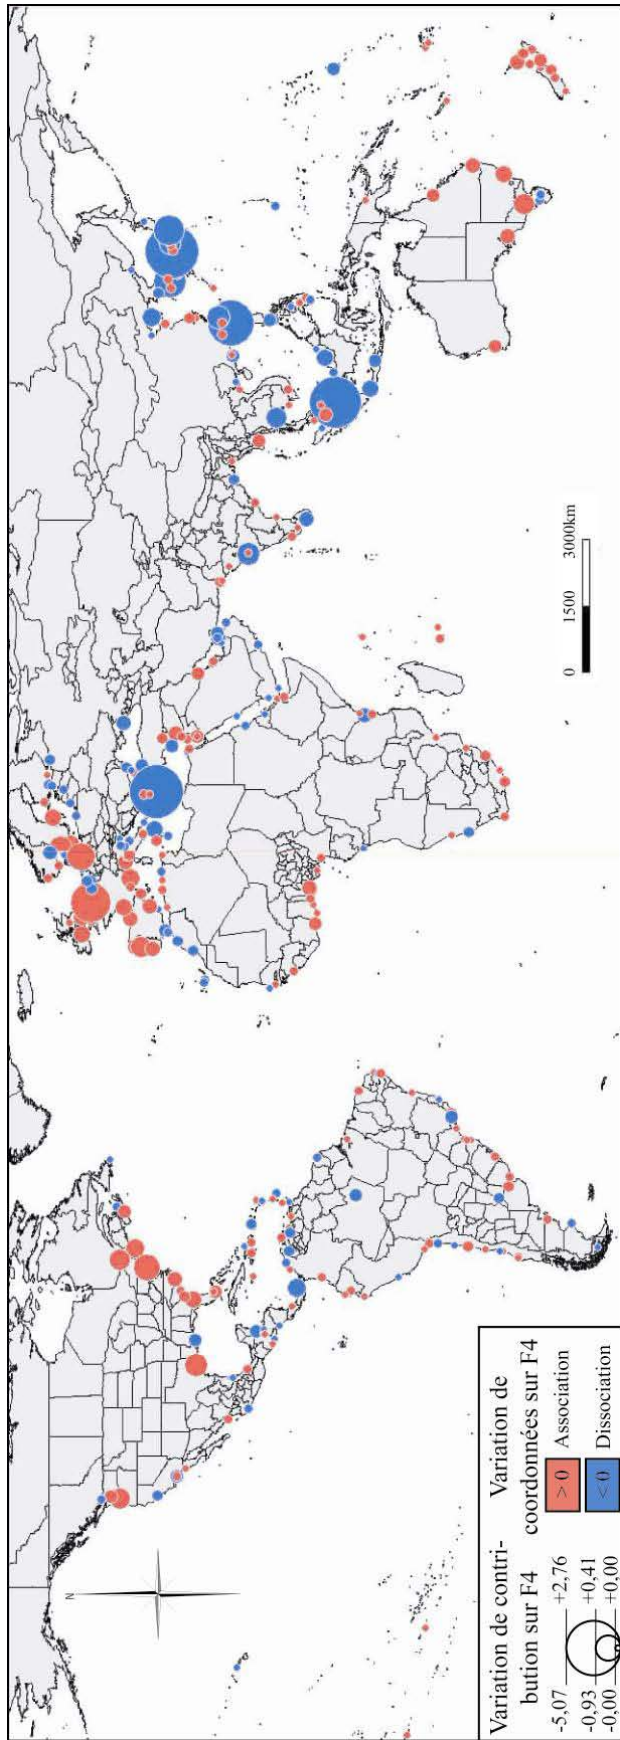 N
0 1500 3000km
Variation de contri-
bution sur F4
-5,07 +2,76
-0,93 +0,41
-0,00 +0,00
Variation de
coordonnées sur F4
> 0 Association
< 0 Dissociation